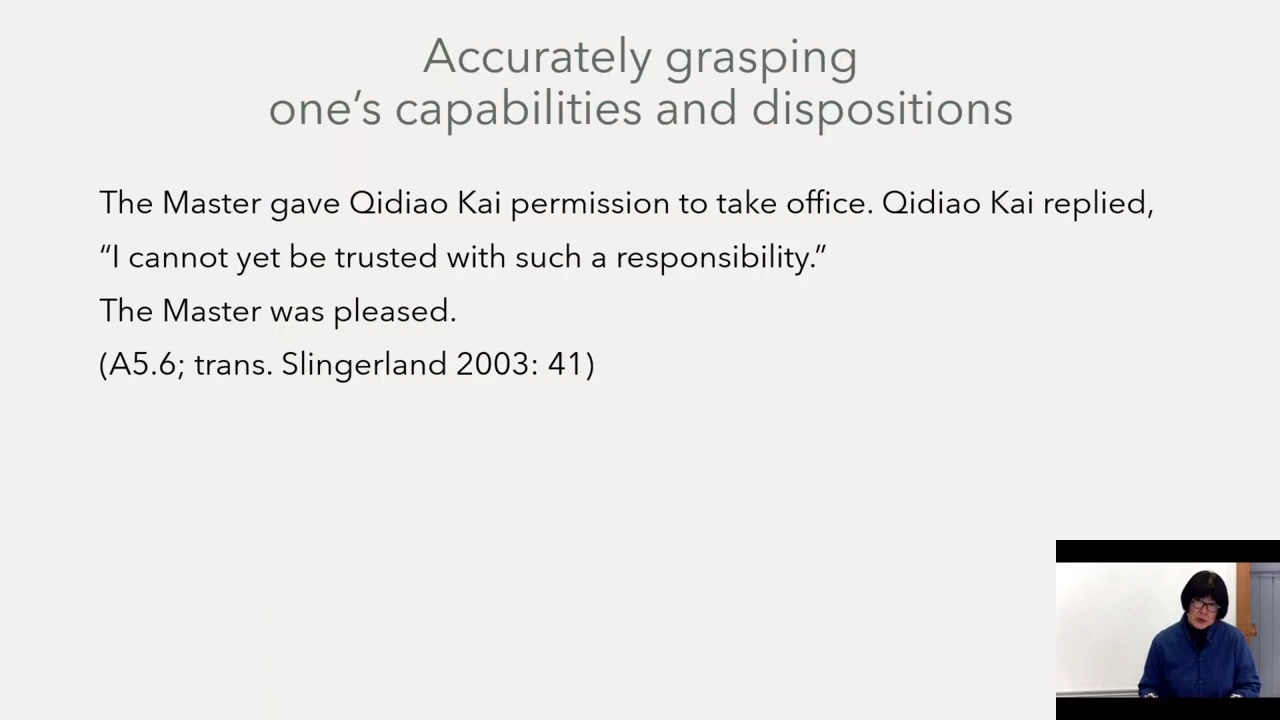 Accurately grasping
one’s capabilities and dispositions
The Master gave Qidiao Kai permission to take office. Qidiao Kai replied,
“I cannot yet be trusted with such a responsibility.”
The Master was pleased.
(A5.6; trans. Slingerland 2003: 41)